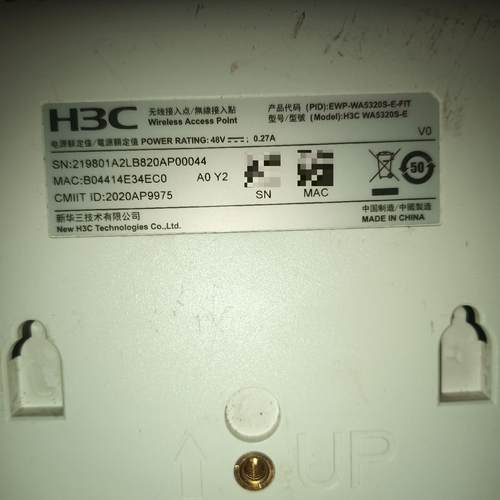 H3C 无线接入点/無線接入點 产品代码 (PID):EWP-WA5320S-E-FIT
Wireless Access Point 型号/型號 (Model):H3C WA5320S-E
电源额定值/電源額定值 POWER RATING: 48V⎓; 0.27A V0
SN:219801A2LB820AP00044
MAC:B04414E34EC0 A0 Y2
CMIIT ID:2020AP9975 SN MAC
50
新华三技术有限公司 中国制造/中國製造
New H3C Technologies Co.,Ltd. MADE IN CHINA
UP